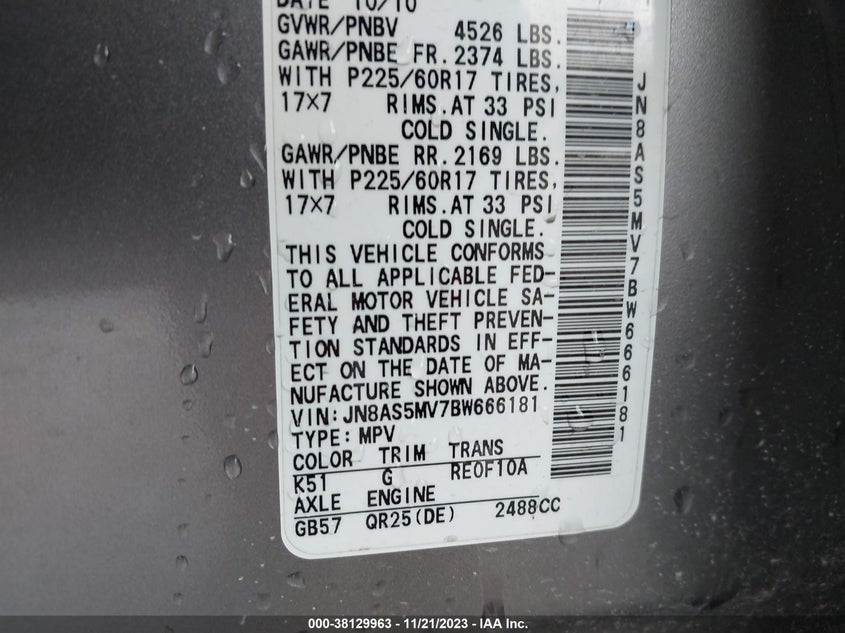 DATE 10/10
GVWR/PNBV 4526 LBS.
GAWR/PNBE FR. 2374 LBS.
WITH P225/60R17 TIRES,
17×7 RIMS. AT 33 PSI
COLD SINGLE.
GAWR/PNBE RR. 2169 LBS.
WITH P225/60R17 TIRES,
17×7 RIMS. AT 33 PSI
COLD SINGLE.
THIS VEHICLE CONFORMS
TO ALL APPLICABLE FED-
ERAL MOTOR VEHICLE SA-
FETY AND THEFT PREVEN-
TION STANDARDS IN EFF-
ECT ON THE DATE OF MA-
NUFACTURE SHOWN ABOVE.
VIN: JN8AS5MV7BW666181
TYPE: MPV
COLOR TRIM TRANS
K51 G RE0F10A
AXLE ENGINE
GB57 QR25(DE) 2488CC
JN8AS5MV7BW666181
000-38129963 - 11/21/2023 - IAA Inc.